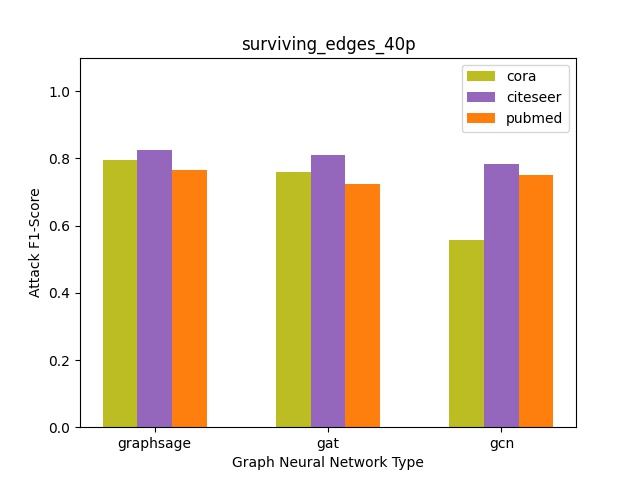 surviving_edges_40p
cora
citeseer
pubmed
1.0
0.8
0.6
0.4
0.2
0.0
Attack F1-Score
graphsage gat gcn
Graph Neural Network Type